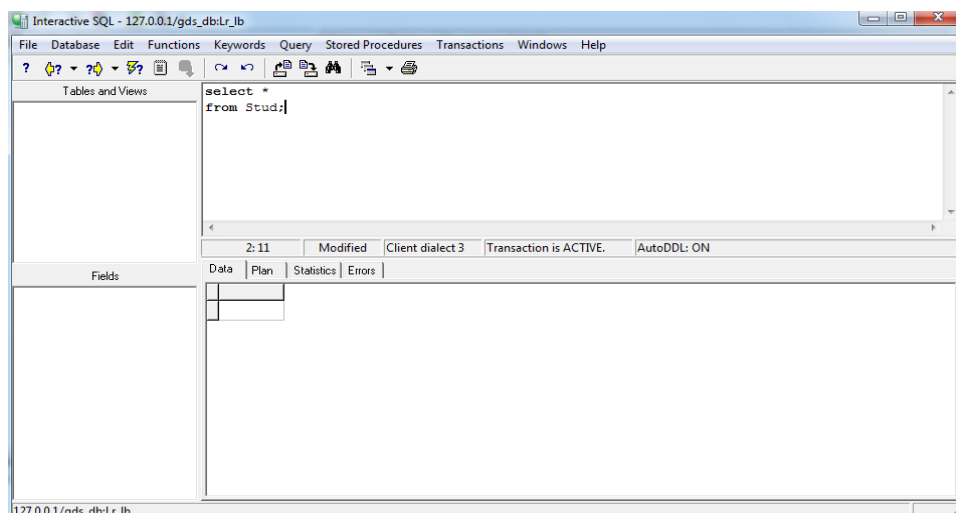 Interactive SQL - 127.0.0.1/gds_db:Lr_lb
File Database Edit Functions Keywords Query Stored Procedures Transactions Windows Help
Tables and Views
select *
from Stud;
2: 11 Modified Client dialect 3 Transaction is ACTIVE. AutoDDL: ON
Fields
Data Plan Statistics Errors
127.0.0.1/gds_db:Lr_lb